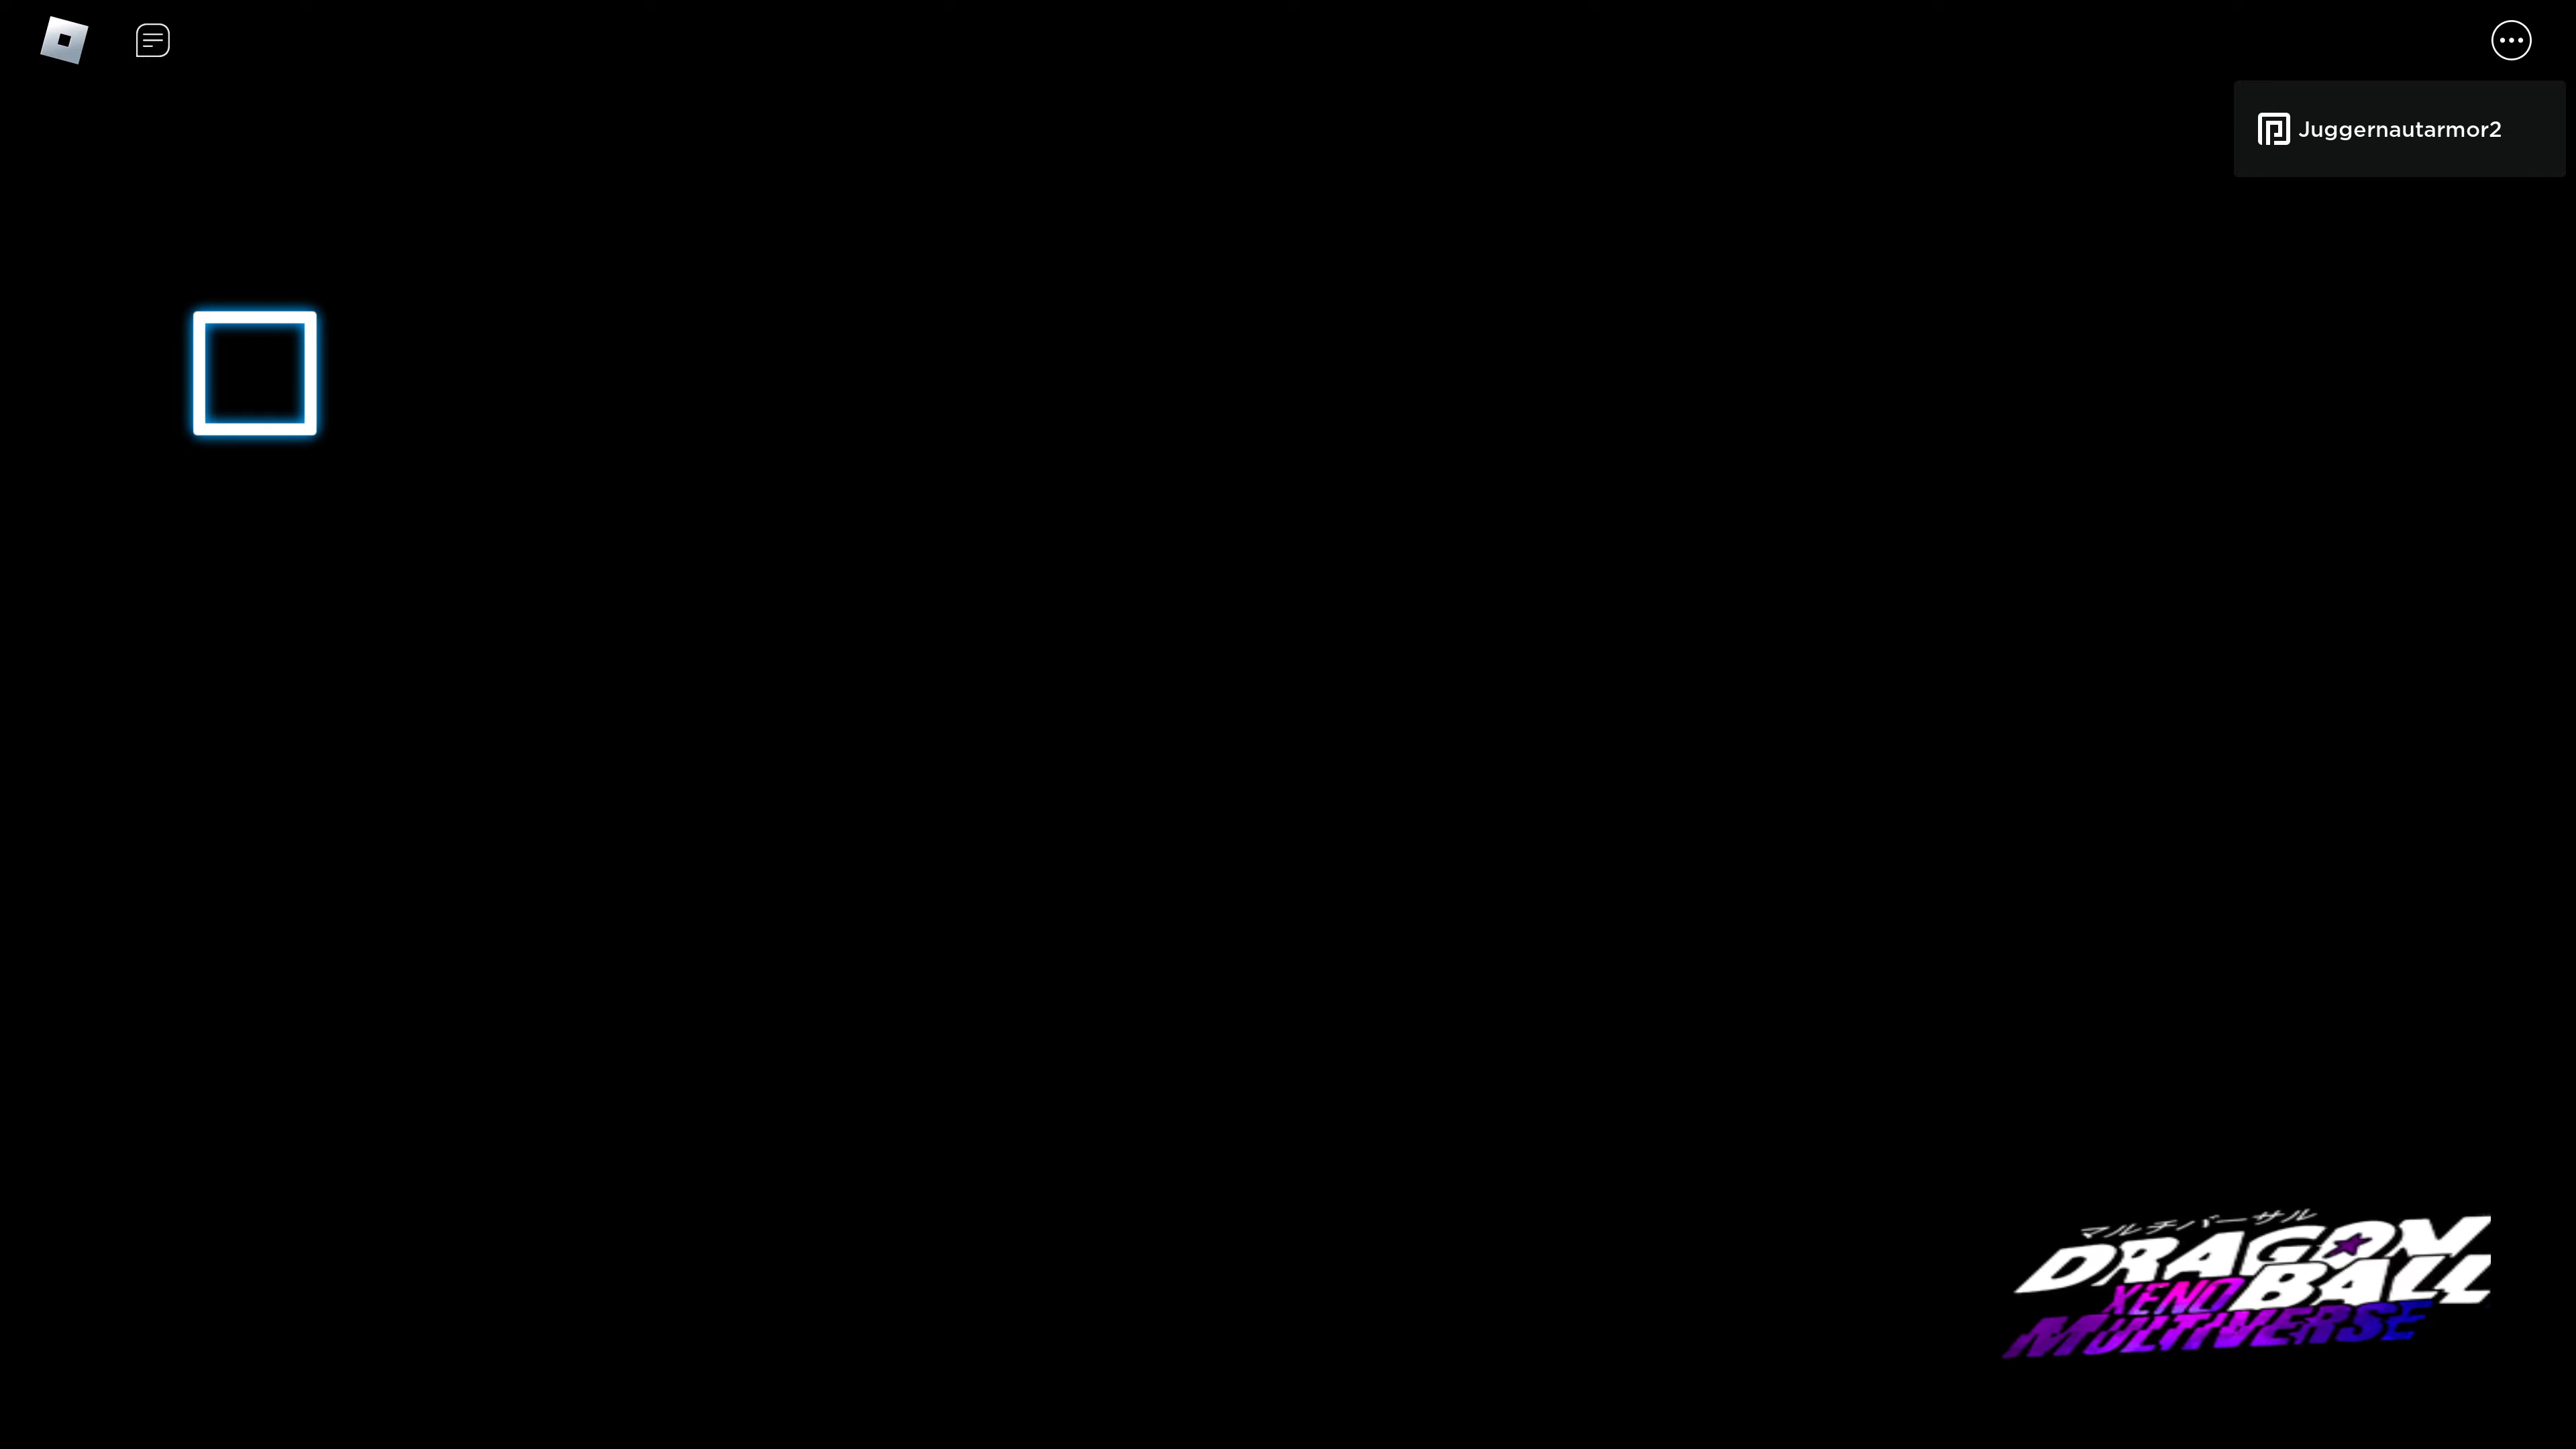 Juggernautarmor2
マルチバーサル
DRAGON
BALL
XENO
MULTIVERSE